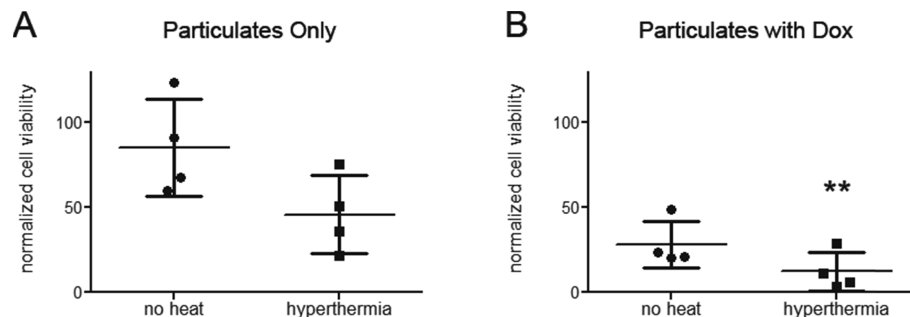 A
Particulates Only
normalized cell viability
100
50
0
no heat
hyperthermia
B
Particulates with Dox
normalized cell viability
100
50
0
**
no heat
hyperthermia